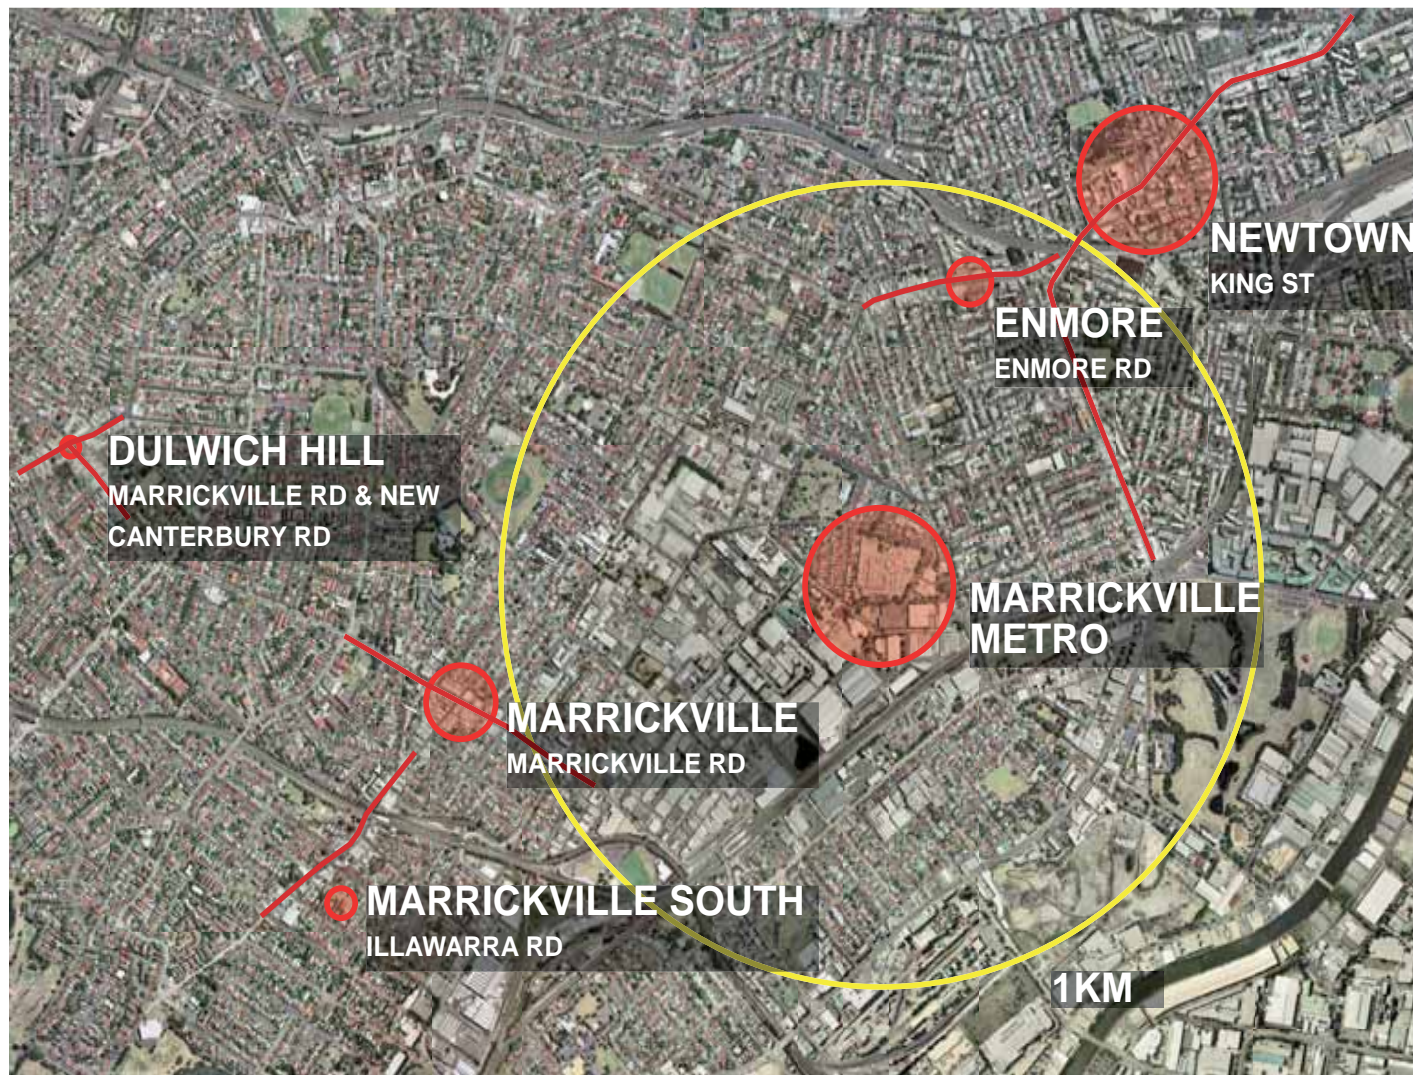 NEWTOWN
KING ST
ENMORE
ENMORE RD
DULWICH HILL
MARRICKVILLE RD & NEW
CANTERBURY RD
MARRICKVILLE
METRO
MARRICKVILLE
MARRICKVILLE RD
MARRICKVILLE SOUTH
ILLAWARRA RD
1KM